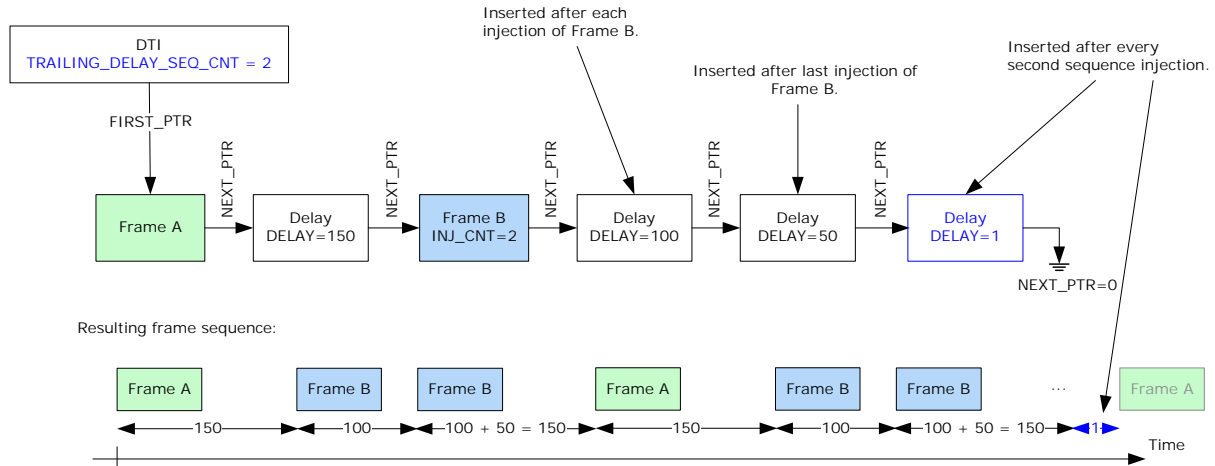 Inserted after each
injection of Frame B.
DTI
TRAILING_DELAY_SEQ_CNT = 2
Inserted after every
second sequence injection.
Inserted after last injection of
Frame B.
FIRST_PTR
NEXT_PTR
NEXT_PTR
NEXT_PTR
NEXT_PTR
NEXT_PTR
Frame A
Delay
DELAY=150
Frame B
INJ_CNT=2
Delay
DELAY=100
Delay
DELAY=50
Delay
DELAY=1
NEXT_PTR=0
Resulting frame sequence:
Frame A
Frame B
Frame B
Frame A
Frame B
Frame B
...
Frame A
150
100
100 + 50 = 150
150
100
100 + 50 = 150
1
Time